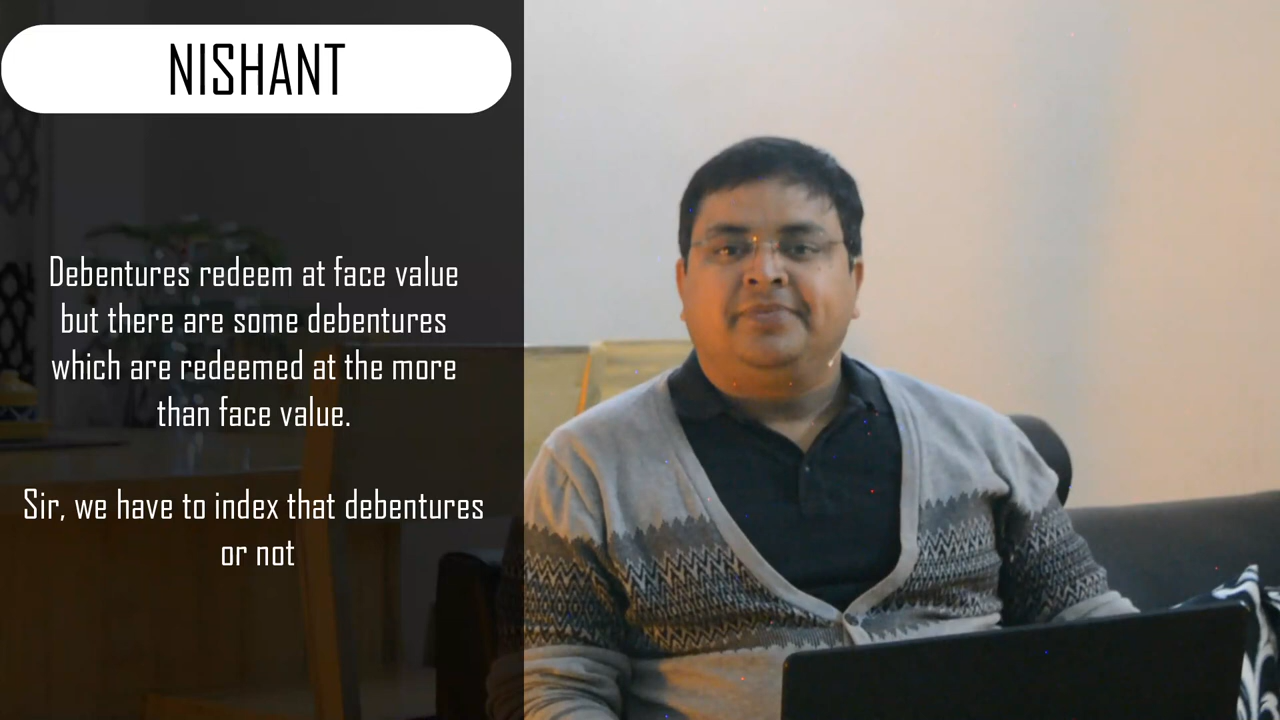 NISHANT
Debentures redeem at face value
but there are some debentures
which are redeemed at the more
than face value.
Sir, we have to index that debentures
or not